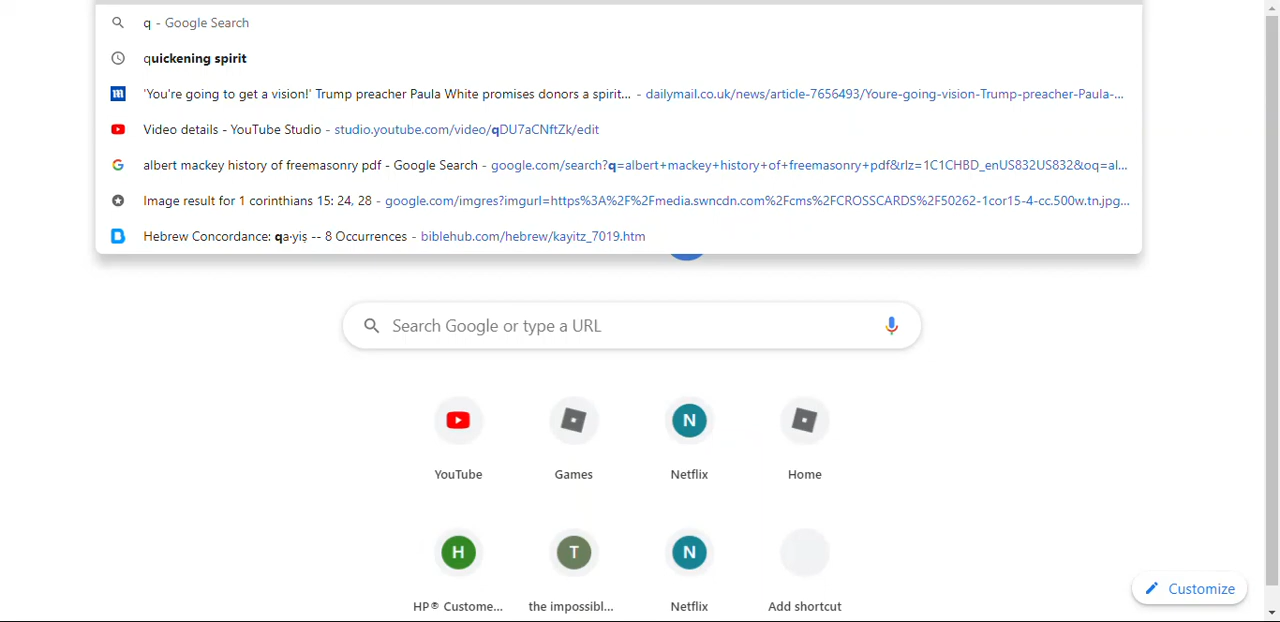 q - Google Search
quickening spirit
'You're going to get a vision!' Trump preacher Paula White promises donors a spirit... - dailymail.co.uk/news/article-7656493/Youre-going-vision-Trump-preacher-Paula-...
Video details - YouTube Studio - studio.youtube.com/video/qDU7aCNftZk/edit
albert mackey history of freemasonry pdf - Google Search - google.com/search?q=albert+mackey+history+of+freemasonry+pdf&rlz=1C1CHBD_enUS832US832&oq=al...
Image result for 1 corinthians 15: 24, 28 - google.com/imgres?imgurl=https%3A%2F%2Fmedia.swncdn.com%2Fcms%2FCROSSCARDS%2F50262-1cor15-4-cc.500w.tn.jpg...
Hebrew Concordance: qa·yiṣ -- 8 Occurrences - biblehub.com/hebrew/kayitz_7019.htm
Search Google or type a URL
N
YouTube Games Netflix Home
H T N
HP® Custome... the impossibl... Netflix Add shortcut
Customize